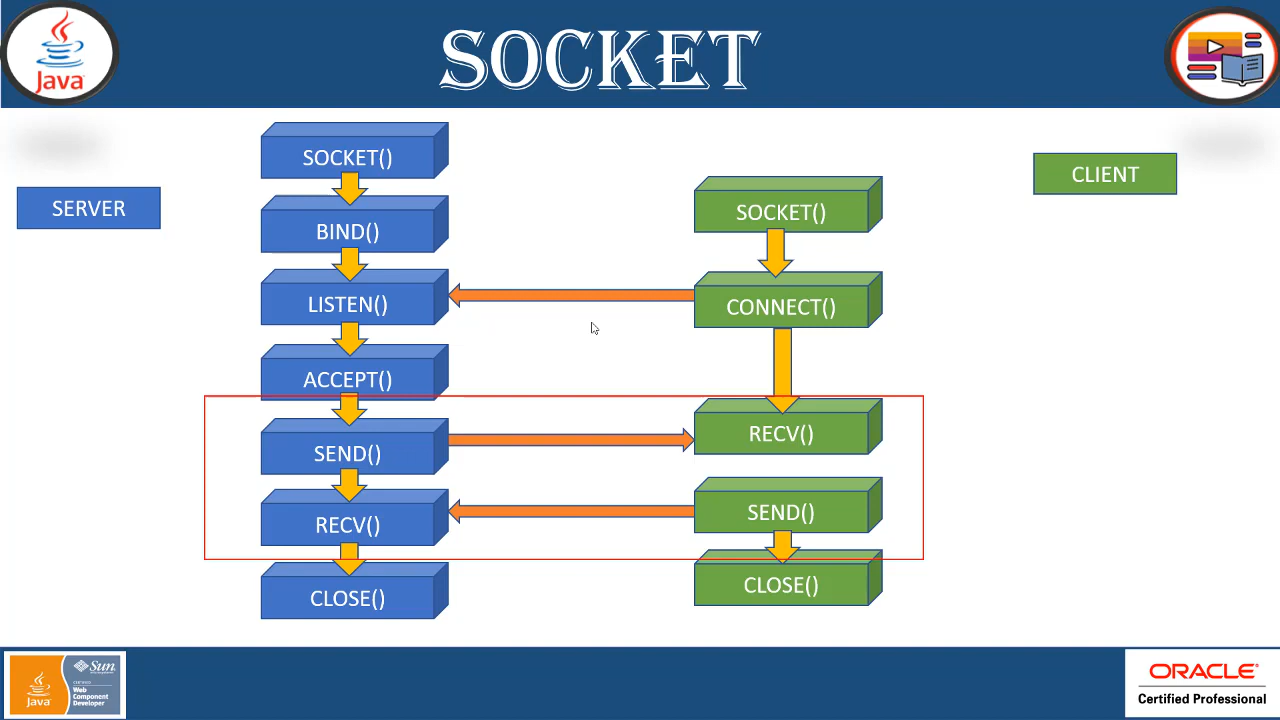 Java
SOCKET
SERVER
SOCKET()
BIND()
LISTEN()
ACCEPT()
SEND()
RECV()
CLOSE()
CLIENT
SOCKET()
CONNECT()
RECV()
SEND()
CLOSE()
Java
Sun
CERTIFIED
Web
Component
Developer
ORACLE
Certified Professional